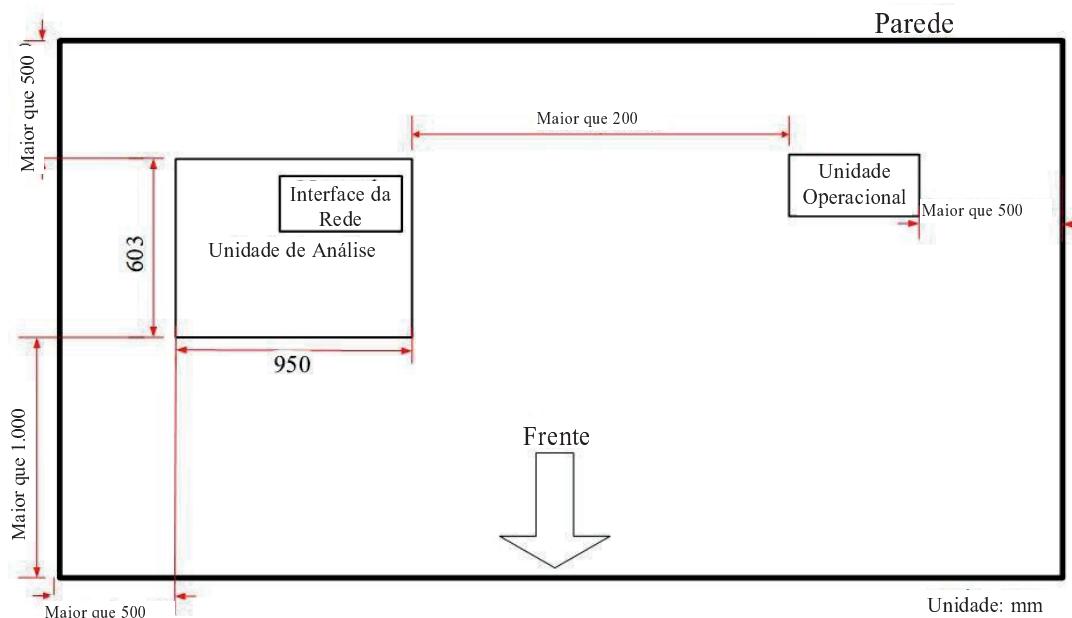 Parede
Maior que 500
Maior que 200
Unidade
Operacional
Maior que 500
Interface da
Rede
Unidade de Análise
603
950
Maior que 1.000
Frente
Maior que 500
Unidade: mm